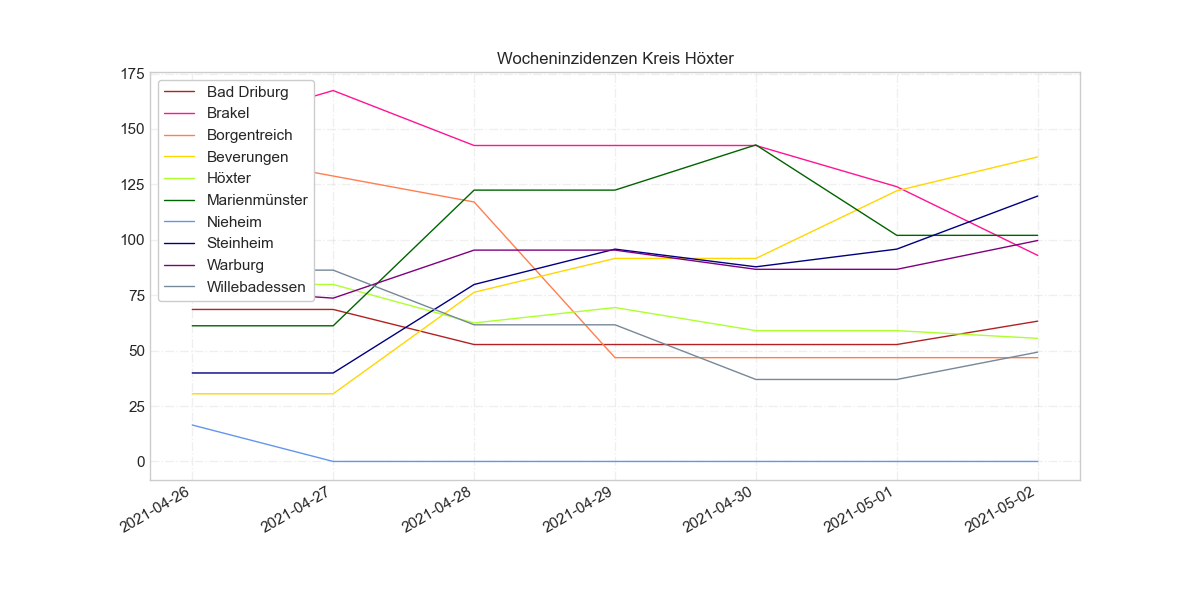 Wocheninzidenzen Kreis Höxter
175
150
125
100
75
50
25
0
Bad Driburg
Brakel
Borgentreich
Beverungen
Höxter
Marienmünster
Nieheim
Steinheim
Warburg
Willebadessen
2021-04-26
2021-04-27
2021-04-28
2021-04-29
2021-04-30
2021-05-01
2021-05-02